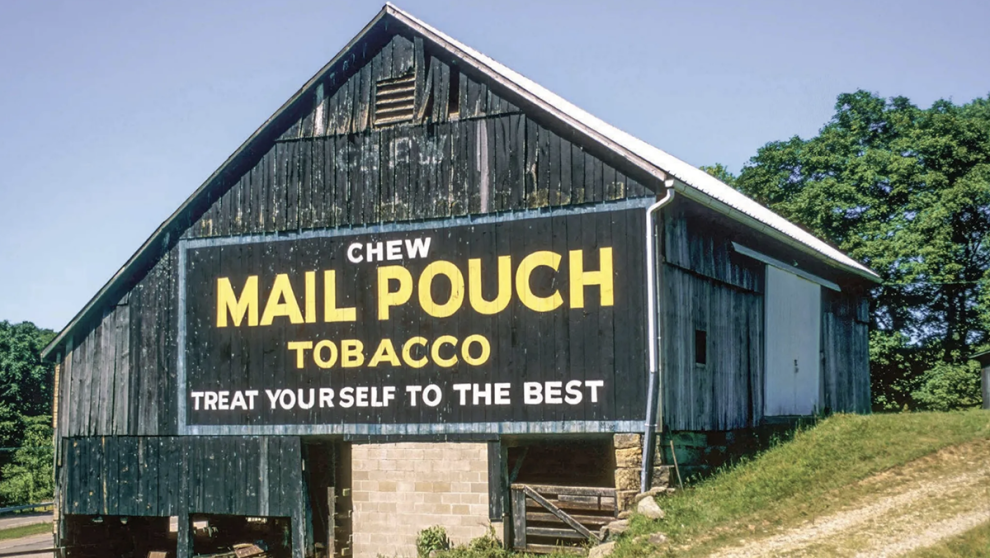 CHEW
MAIL POUCH
TOBACCO
TREAT YOURSELF TO THE BEST